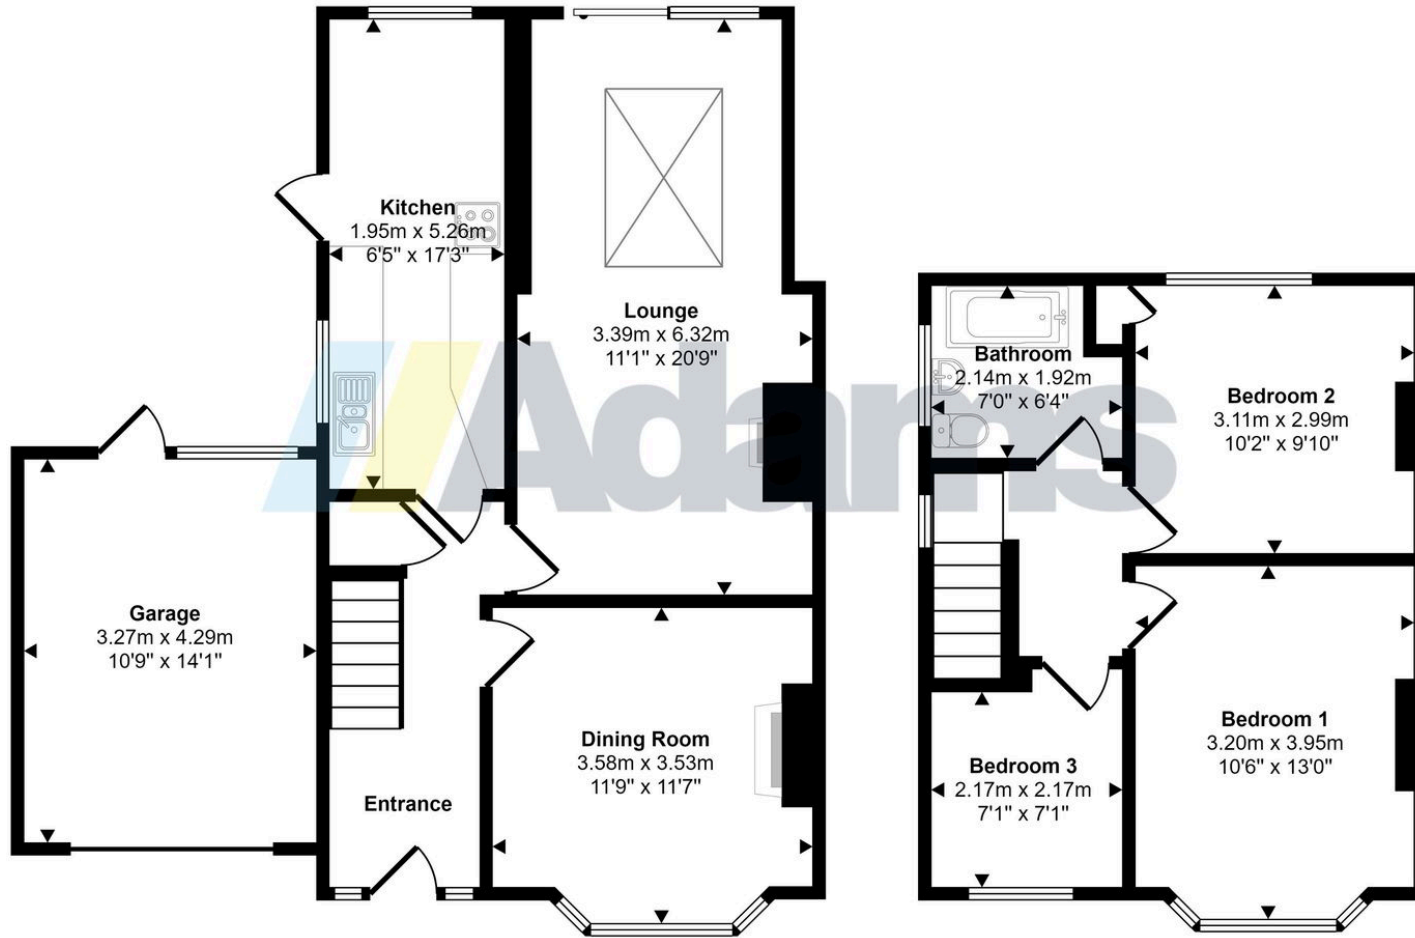 Kitchen
1.95m x 5.26m
6'5" x 17'3"
Lounge
3.39m x 6.32m
11'1" x 20'9"
Garage
3.27m x 4.29m
10'9" x 14'1"
Entrance
Dining Room
3.58m x 3.53m
11'9" x 11'7"
Bathroom
2.14m x 1.92m
7'0" x 6'4"
Bedroom 2
3.11m x 2.99m
10'2" x 9'10"
Bedroom 3
2.17m x 2.17m
7'1" x 7'1"
Bedroom 1
3.20m x 3.95m
10'6" x 13'0"
Adams